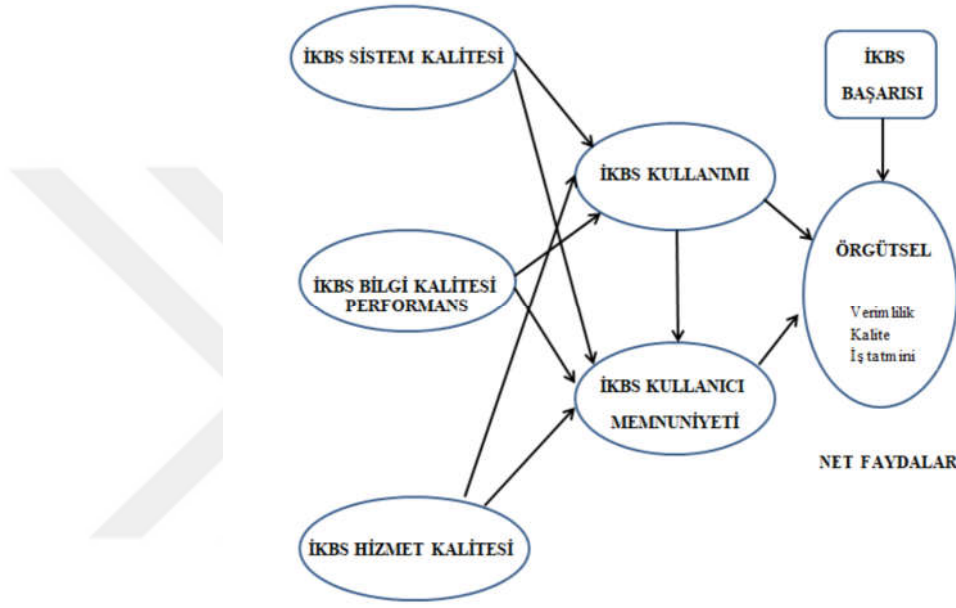 İKBS SİSTEM KALİTESİ
İKBS
BAŞARISI
İKBS KULLANIMI
ÖRGÜTSEL
İKBS BİLGİ KALİTESİ
PERFORMANS
Verimlilik
Kalite
İş tatmini
İKBS KULLANICI
MEMNUNİYETİ
NET FAYDALAR
İKBS HİZMET KALİTESİ